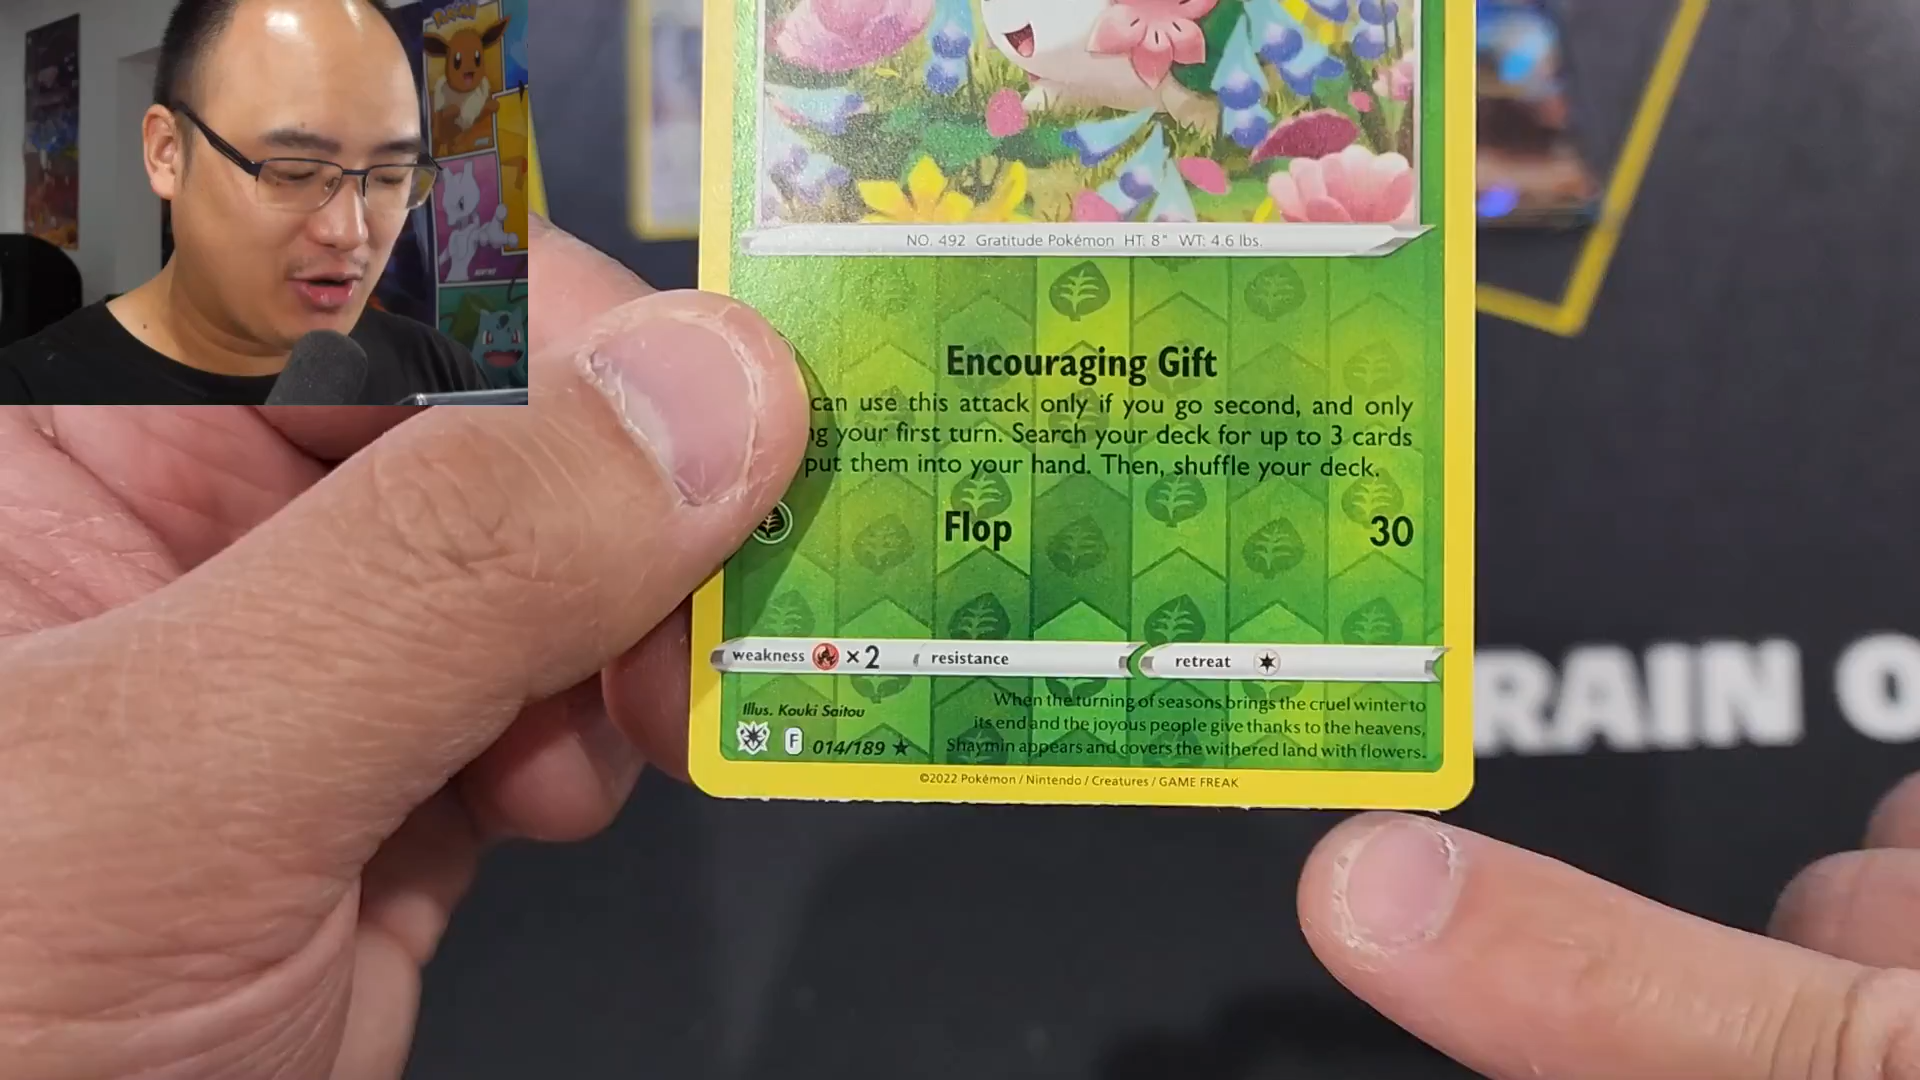 POKÉMON
NO. 492 Gratitude Pokémon HT: 8" WT: 4.6 lbs.
Encouraging Gift
can use this attack only if you go second, and only
your first turn. Search your deck for up to 3 cards
put them into your hand. Then, shuffle your deck.
Flop 30
weakness ×2 resistance retreat
Illus. Kouki Saitou
When the turning of seasons brings the cruel winter to
its end and the joyous people give thanks to the heavens,
Shaymin appears and covers the withered land with flowers.
F 014/189 ★
©2022 Pokémon / Nintendo / Creatures / GAME FREAK
RAIN O